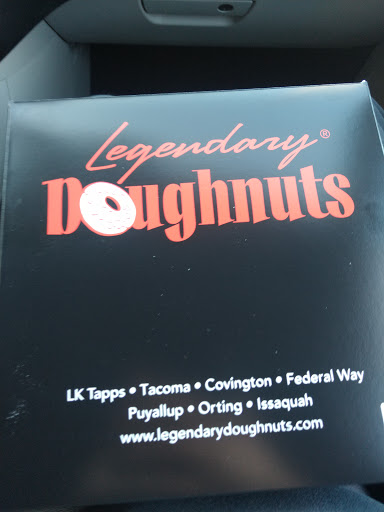 Legendary®
Doughnuts
LK Tapps • Tacoma • Covington • Federal Way
Puyallup • Orting • Issaquah
www.legendarydoughnuts.com